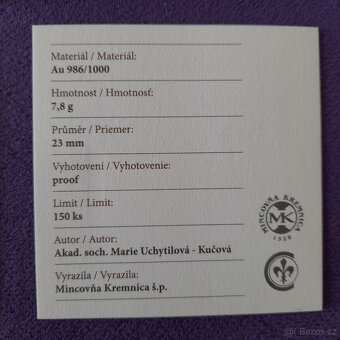 Materiál / Materiál:
Au 986/1000
Hmotnost / Hmotnosť:
7,8 g
Průměr / Priemer:
23 mm
Vyhotovení / Vyhotovenie:
proof
Limit / Limit:
150 ks
Autor / Autor:
Akad. soch. Marie Uchytilová - Kučová
Vyrazila / Vyrazila:
Mincovňa Kremnica š.p.
MINCOVŇA KREMNICA
MK
1328
Bazoš.cz